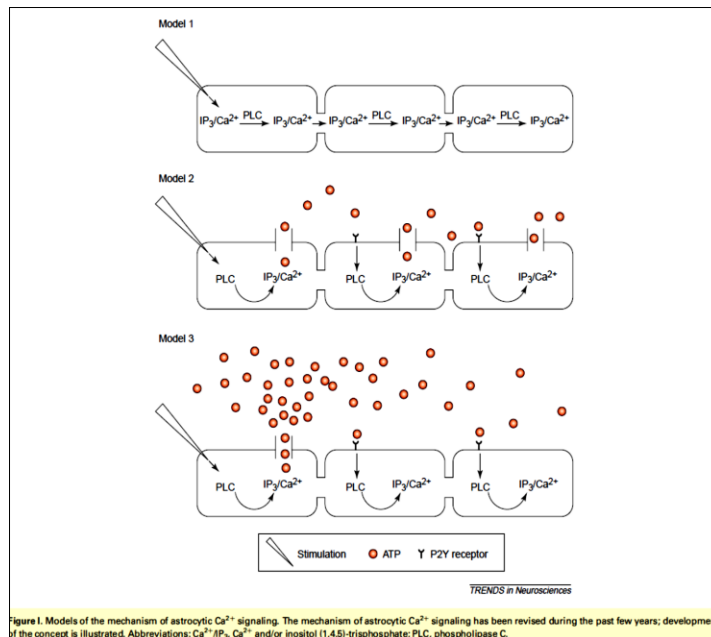 Model 1
PLC PLC PLC
IP₃/Ca²⁺ IP₃/Ca²⁺ IP₃/Ca²⁺ IP₃/Ca²⁺ IP₃/Ca²⁺ IP₃/Ca²⁺
Model 2
PLC IP₃/Ca²⁺ PLC IP₃/Ca²⁺ PLC IP₃/Ca²⁺
Model 3
PLC IP₃/Ca²⁺ PLC IP₃/Ca²⁺ PLC IP₃/Ca²⁺
Stimulation ATP P2Y receptor
TRENDS in Neurosciences
Figure I. Models of the mechanism of astrocytic Ca²⁺ signaling. The mechanism of astrocytic Ca²⁺ signaling has been revised during the past few years;
of the concept is illustrated. Abbreviations: Ca²⁺/IP₃, Ca²⁺ and/or inositol (1,4,5)-trisphosphate; PLC, phospholipase C.